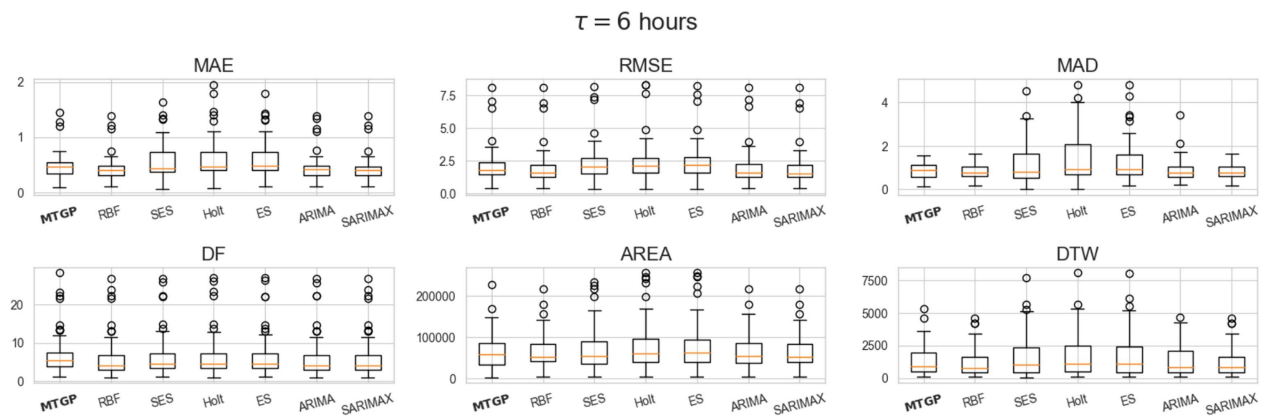 τ = 6 hours
MAE
RMSE
MAD
2
1
0
7.5
5.0
2.5
0.0
4
2
0
MTGP RBF SES Holt ES ARIMA SARIMAX
MTGP RBF SES Holt ES ARIMA SARIMAX
MTGP RBF SES Holt ES ARIMA SARIMAX
DF
AREA
DTW
20
10
0
200000
100000
0
7500
5000
2500
0
MTGP RBF SES Holt ES ARIMA SARIMAX
MTGP RBF SES Holt ES ARIMA SARIMAX
MTGP RBF SES Holt ES ARIMA SARIMAX